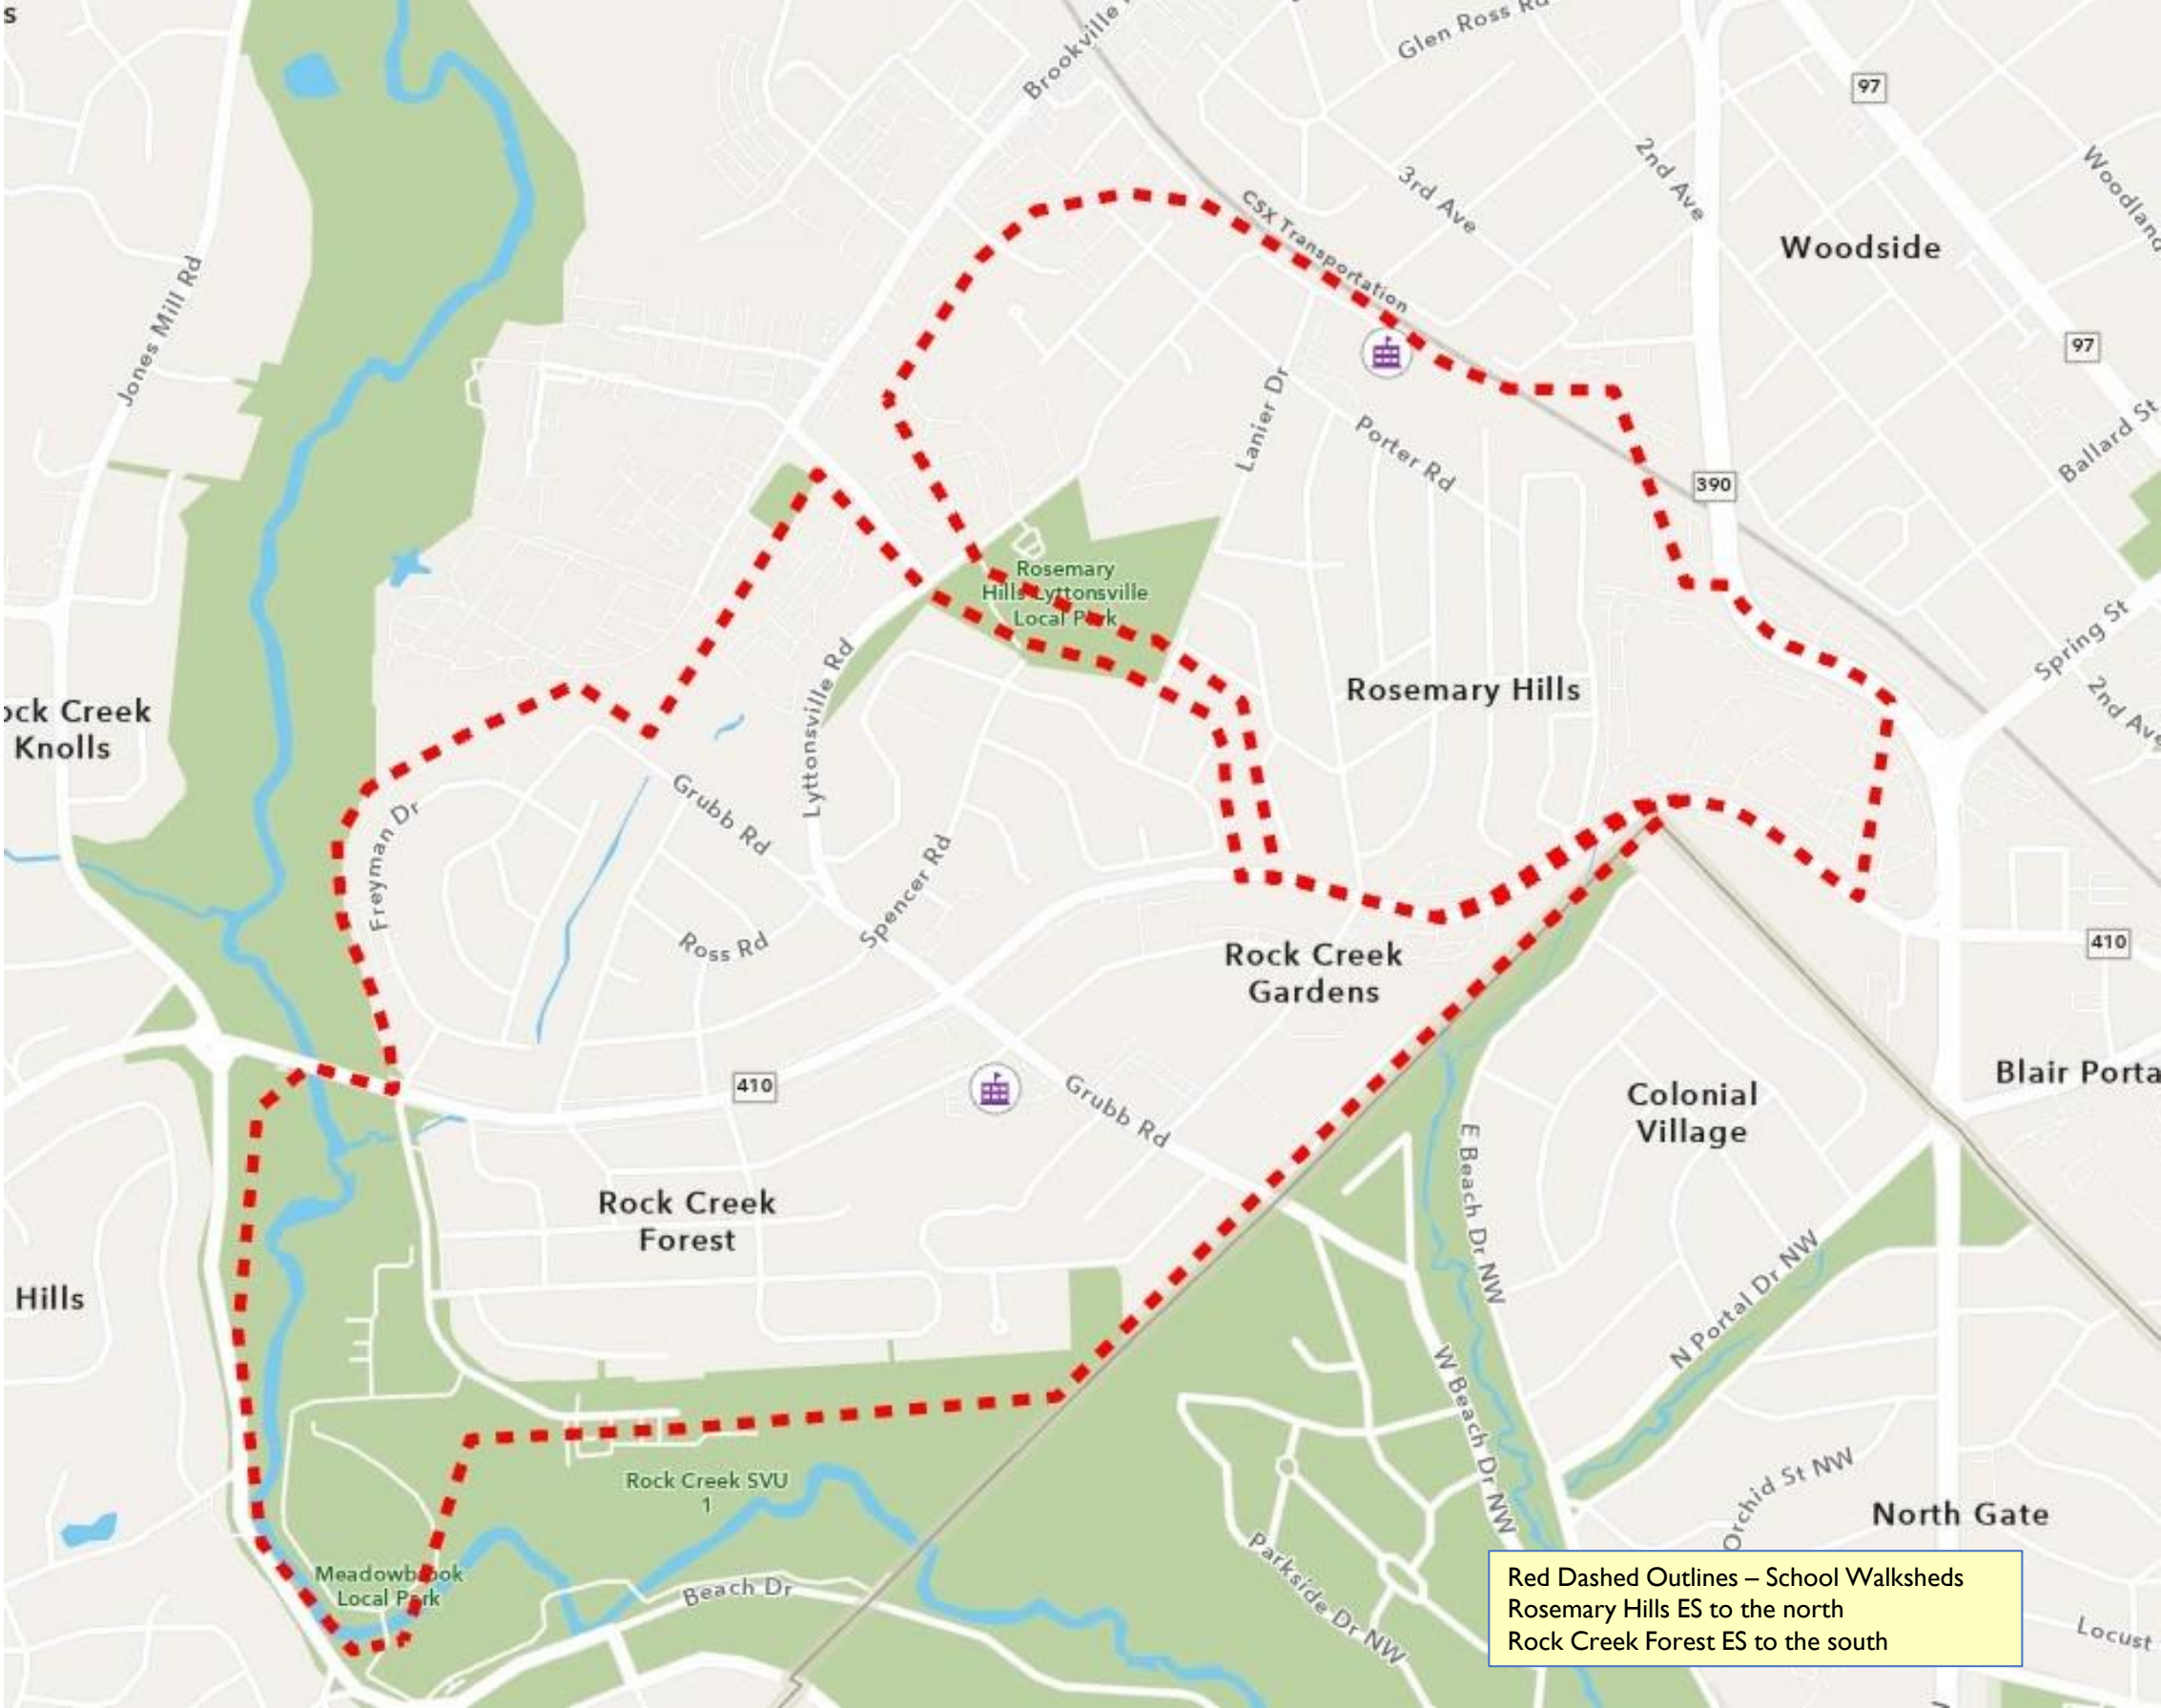 s
Brookville
Glen Ross Rd
97
2nd Ave
Woodland
3rd Ave
CSX Transportation
Woodside
Jones Mill Rd
97
Lanier Dr
Porter Rd
Ballard St
390
Rosemary
Hills-Lyttonsville
Local Park
Spring St
Rosemary Hills
2nd Ave
ock Creek
Knolls
Lyttonsville Rd
Grubb Rd
Freyman Dr
Spencer Rd
Ross Rd
Rock Creek
Gardens
410
410
Blair Porta
Grubb Rd
Colonial
Village
E Beach Dr NW
Rock Creek
Forest
Hills
N Portal Dr NW
W Beach Dr NW
Rock Creek SVU
1
Orchid St NW
North Gate
Meadowbrook
Local Park
Beach Dr
Parkside Dr NW
Locust
Red Dashed Outlines – School Walksheds
Rosemary Hills ES to the north
Rock Creek Forest ES to the south